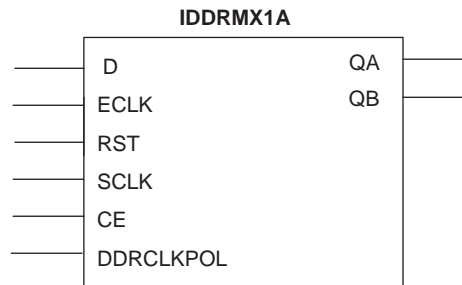 IDDRMX1A
D
QA
ECLK
QB
RST
SCLK
CE
DDRCLKPOL